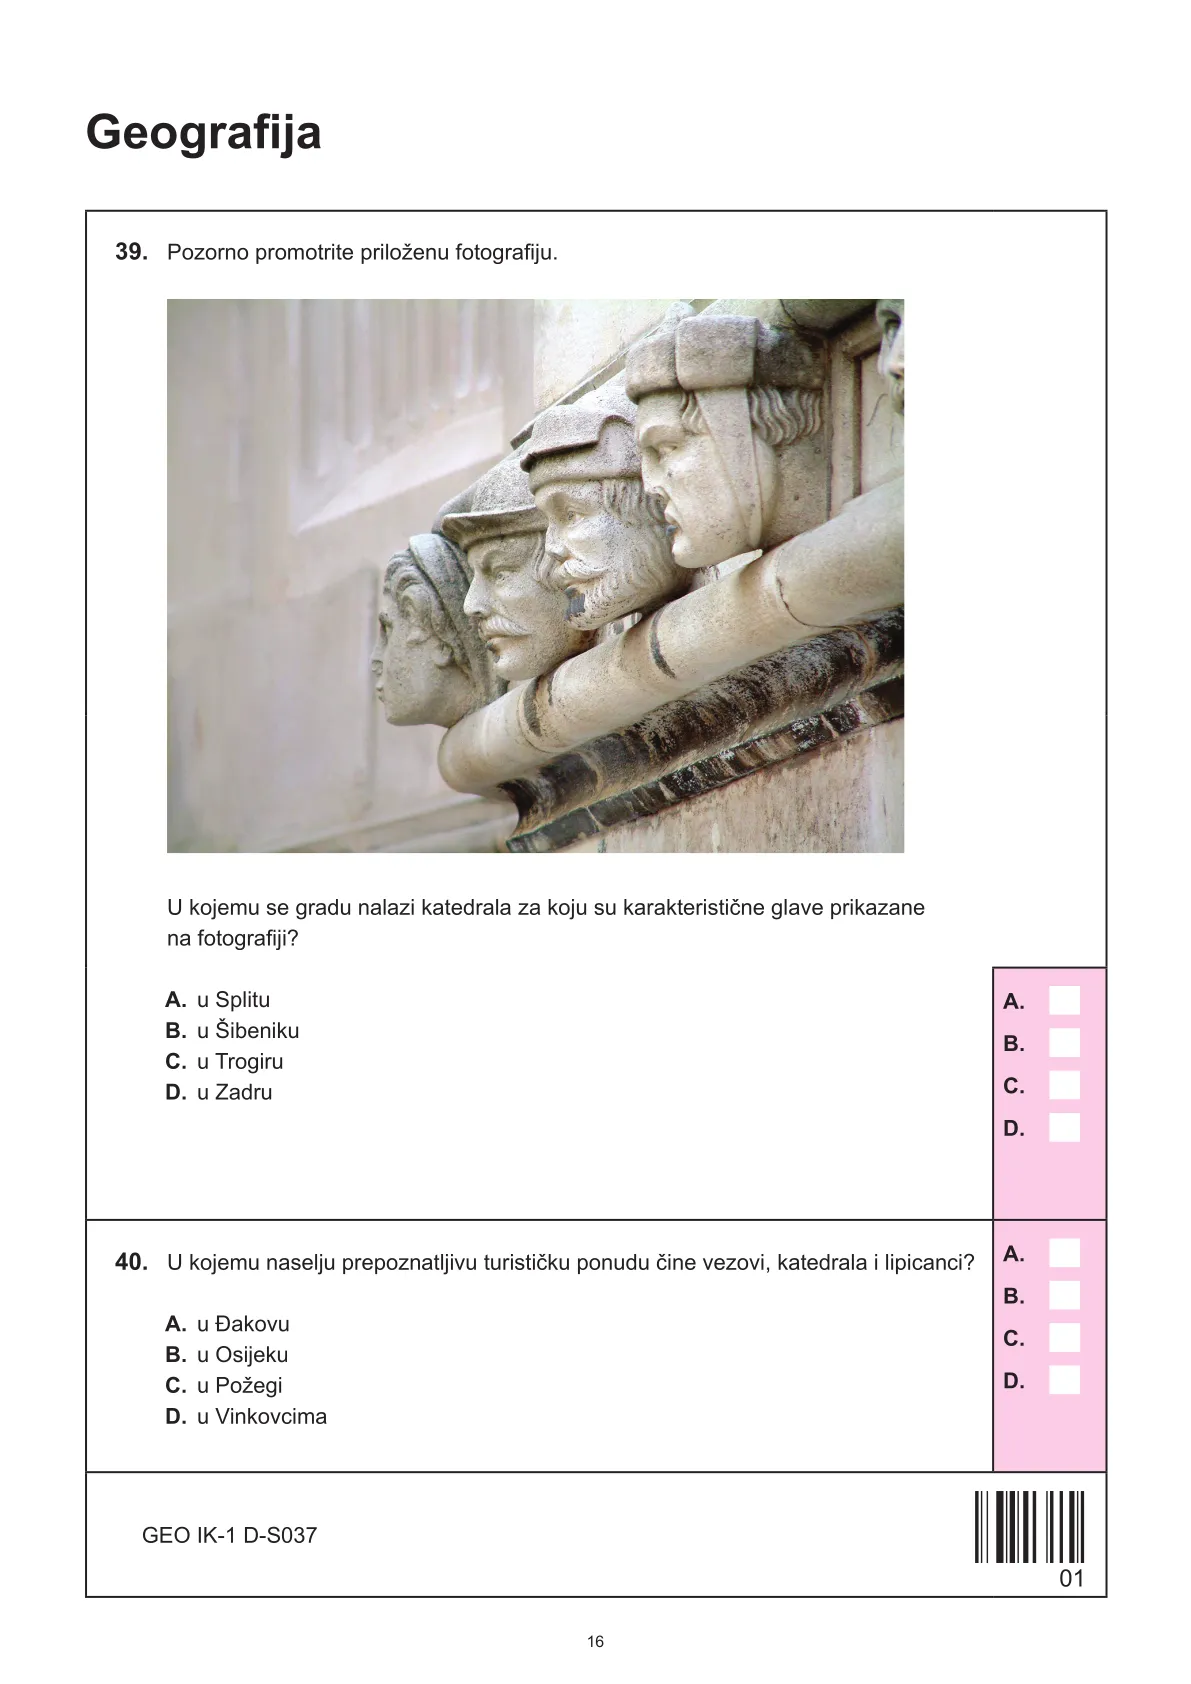 Geografija
39. Pozorno promotrite priloženu fotografiju.
U kojemu se gradu nalazi katedrala za koju su karakteristične glave prikazane
na fotografiji?
A. u Splitu
B. u Šibeniku
C. u Trogiru
D. u Zadru
A.
B.
C.
D.
40. U kojemu naselju prepoznatljivu turističku ponudu čine vezovi, katedrala i lipicanci?
A. u Đakovu
B. u Osijeku
C. u Požegi
D. u Vinkovcima
A.
B.
C.
D.
GEO IK-1 D-S037
01
16